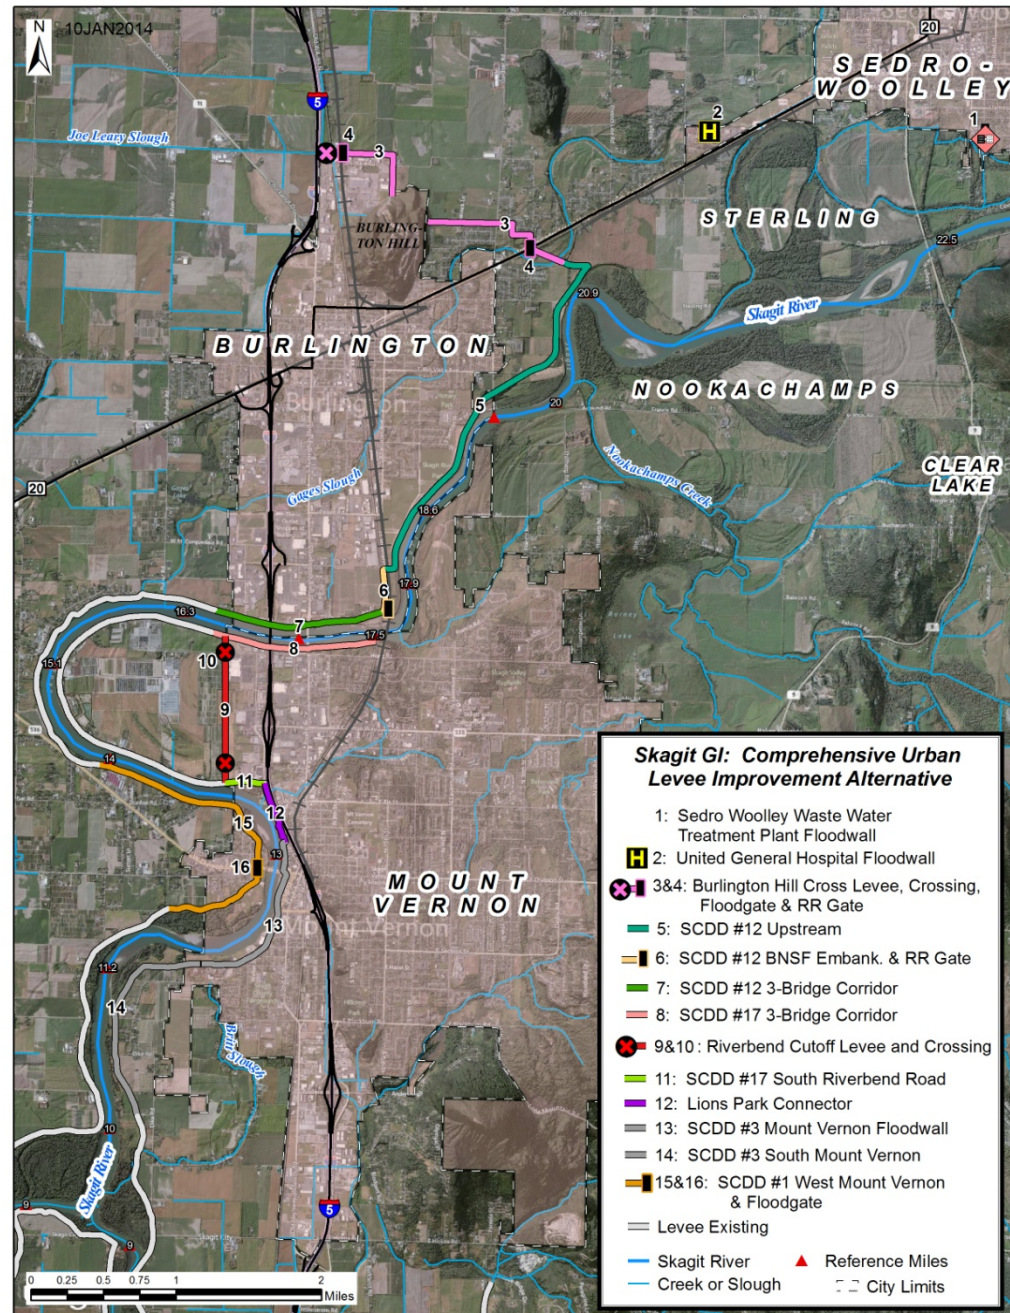 N
10JAN2014
20
SEDRO-
WOOLLEY
5
Joe Leary Slough
4
3
2
H
1
STERLING
22.5
3
BURLING-
TON HILL
4
20.9
Skagit River
BURLINGTON
NOOKACHAMPS
Burlington
5
20
9
Gages Slough
18.6
Nookachamps Creek
CLEAR
LAKE
20
17.9
6
16.3
7
17.5
8
10
15.1
9
14
11
12
15
13
16
MOUNT
VERNON
Mount Vernon
13
11.2
14
Britt Slough
10
Skagit River
9
9
5
0 0.25 0.5 1 2
Miles
Skagit GI: Comprehensive Urban
Levee Improvement Alternative
1: Sedro Woolley Waste Water
Treatment Plant Floodwall
H 2: United General Hospital Floodwall
3&4: Burlington Hill Cross Levee, Crossing,
Floodgate & RR Gate
5: SCDD #12 Upstream
6: SCDD #12 BNSF Embank. & RR Gate
7: SCDD #12 3-Bridge Corridor
8: SCDD #17 3-Bridge Corridor
9&10: Riverbend Cutoff Levee and Crossing
11: SCDD #17 South Riverbend Road
12: Lions Park Connector
13: SCDD #3 Mount Vernon Floodwall
14: SCDD #3 South Mount Vernon
15&16: SCDD #1 West Mount Vernon
& Floodgate
Levee Existing
Skagit River
Reference Miles
Creek or Slough
City Limits